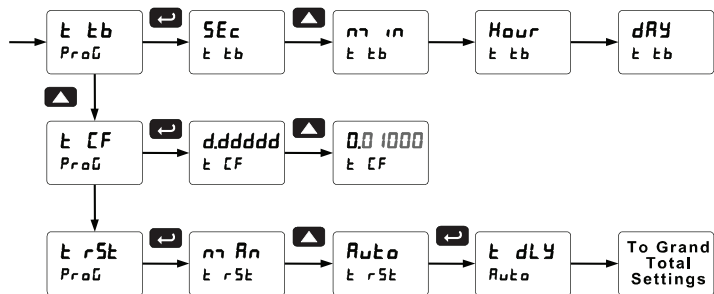 t tb
ProG
SEc
t tb
min
t tb
Hour
t tb
dAY
t tb
t CF
ProG
d.ddddd
t CF
0.01000
t CF
t rSt
ProG
mAn
t rSt
Auto
t rSt
t dLY
Auto
To Grand
Total
Settings